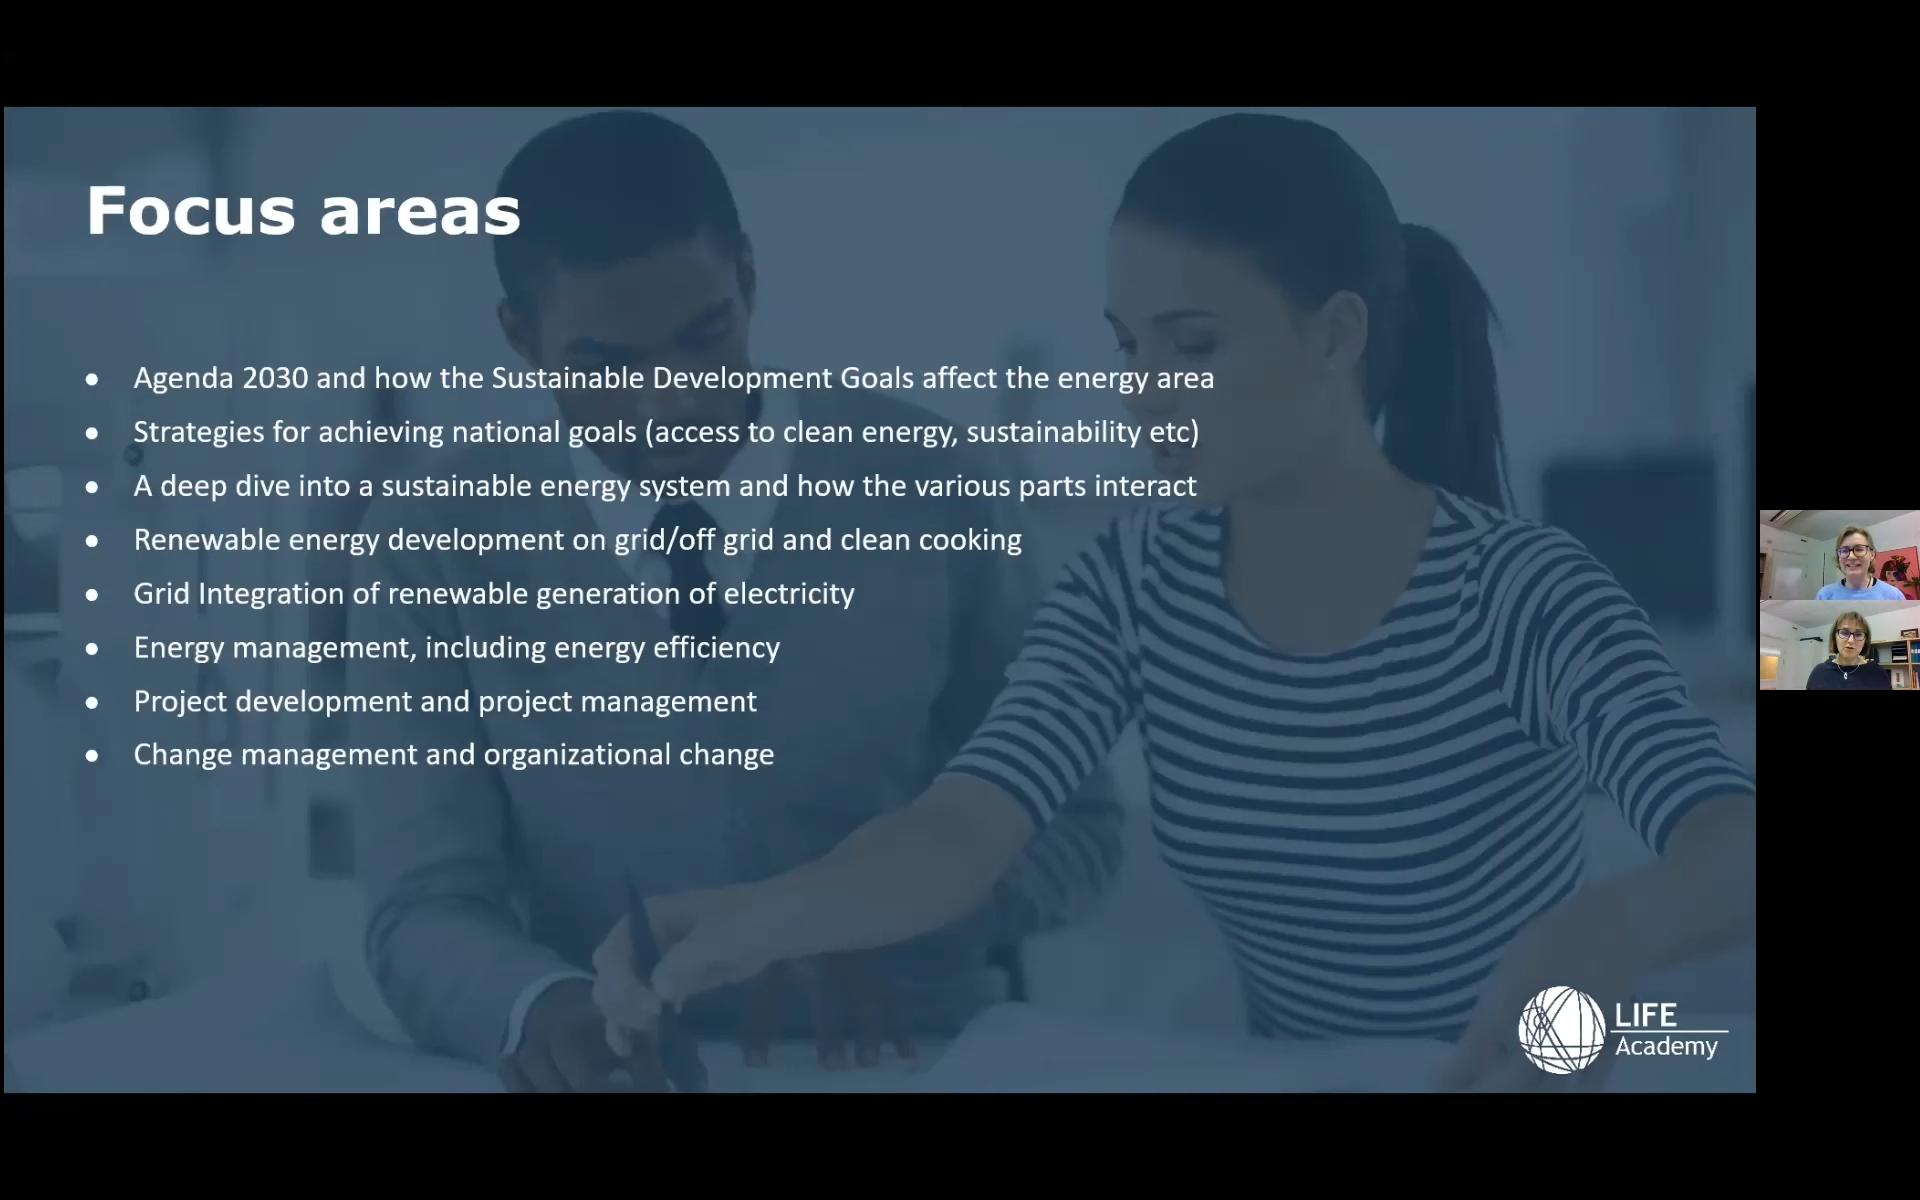 Focus areas
• Agenda 2030 and how the Sustainable Development Goals affect the energy area
• Strategies for achieving national goals (access to clean energy, sustainability etc)
• A deep dive into a sustainable energy system and how the various parts interact
• Renewable energy development on grid/off grid and clean cooking
• Grid Integration of renewable generation of electricity
• Energy management, including energy efficiency
• Project development and project management
• Change management and organizational change
LIFE
Academy